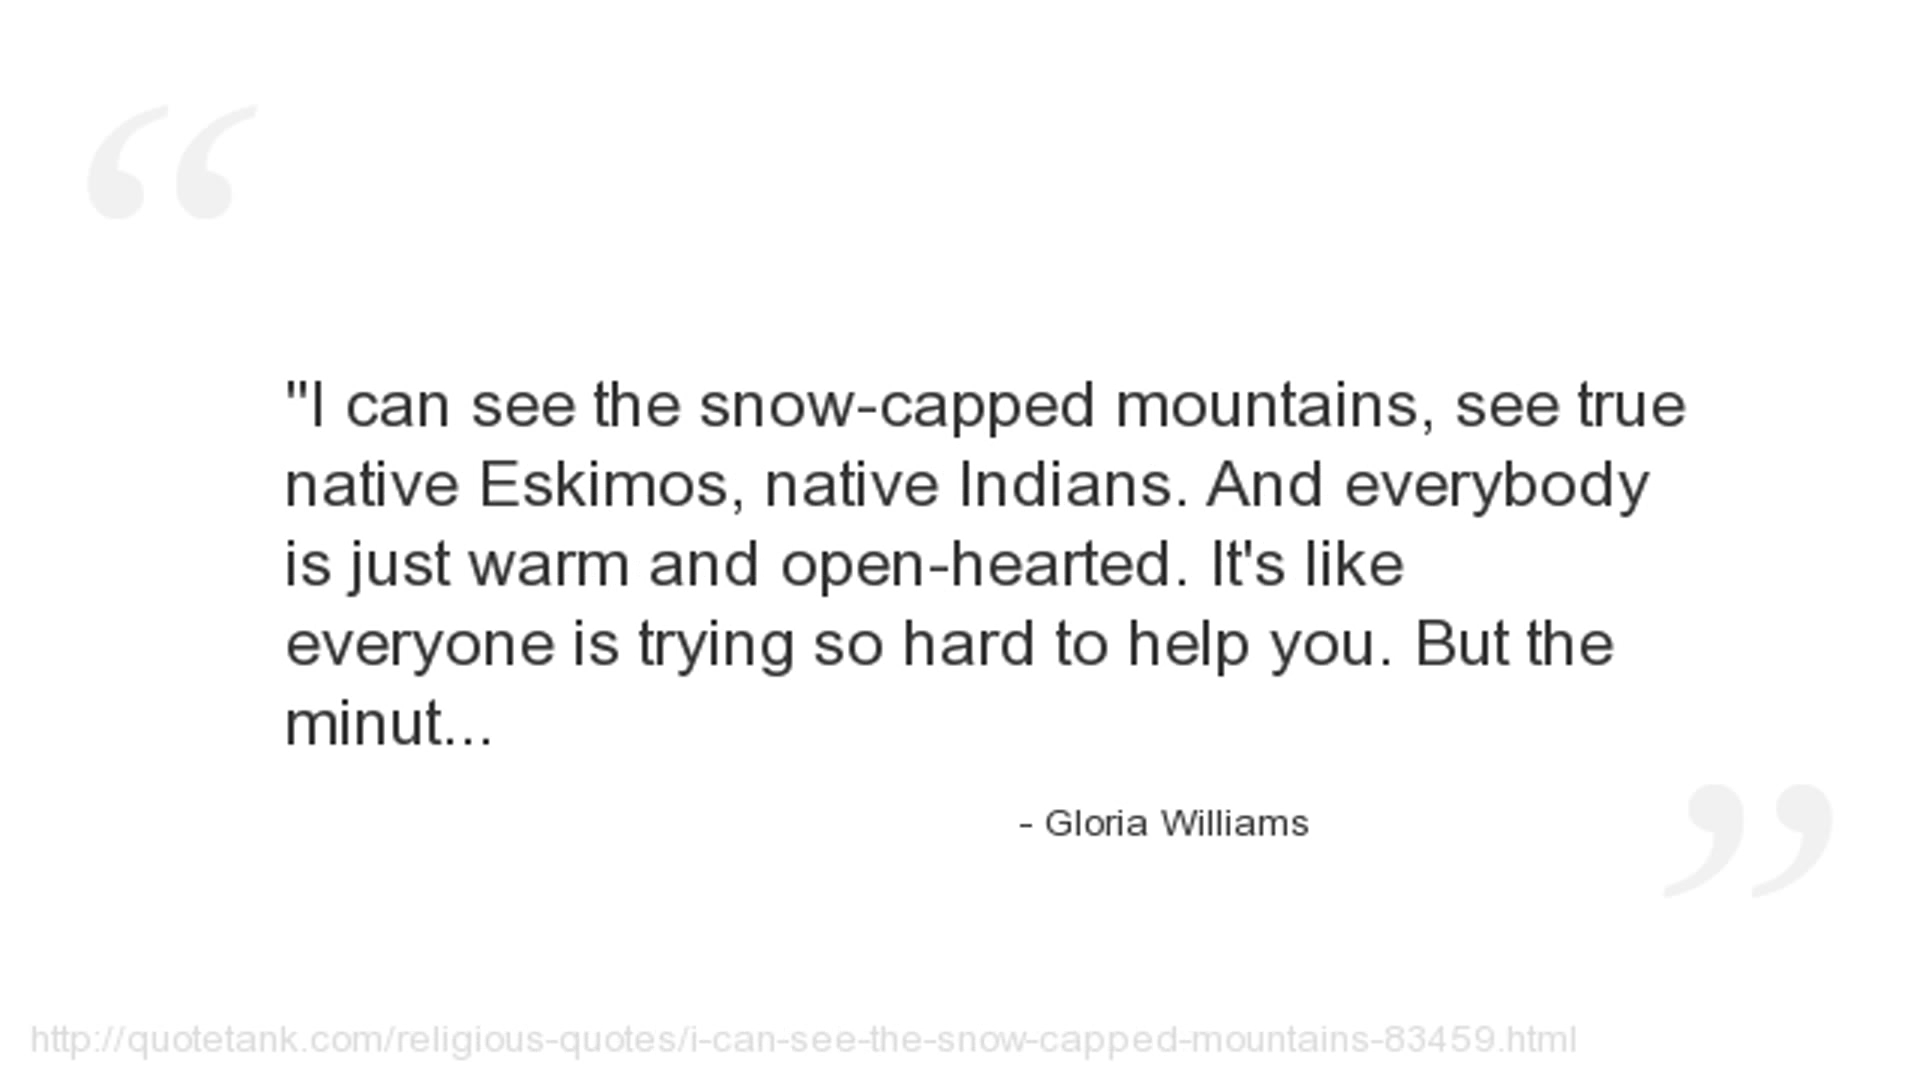 “
"I can see the snow-capped mountains, see true
native Eskimos, native Indians. And everybody
is just warm and open-hearted. It's like
everyone is trying so hard to help you. But the
minut...
- Gloria Williams
”
http://quotetank.com/religious-quotes/i-can-see-the-snow-capped-mountains-83459.html